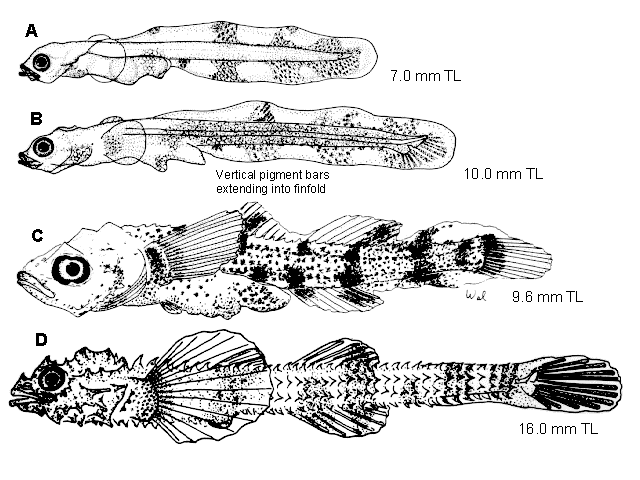 A
7.0 mm TL
B
10.0 mm TL
Vertical pigment bars
extending into finfold
C
9.6 mm TL
D
16.0 mm TL